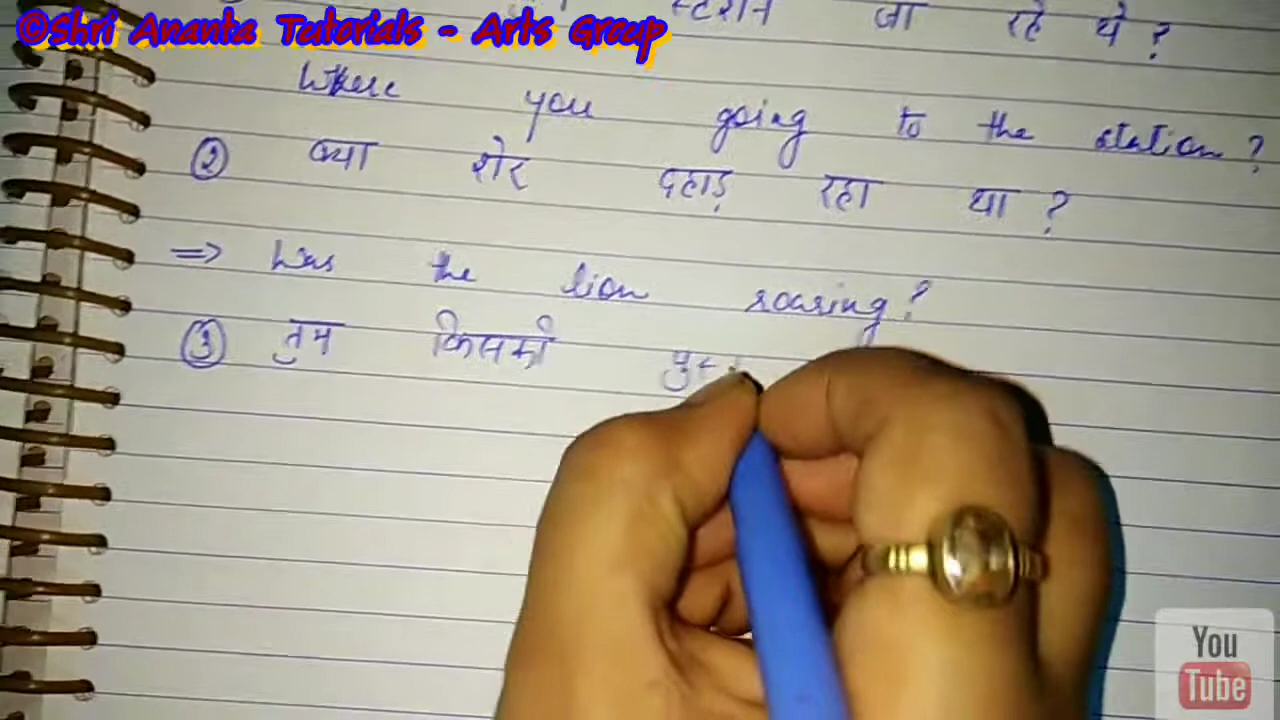 ©Shri Ananta Tutorials - Arts Group
स्टेशन जा रहे थे ?
Where you going to the station ?
② क्या शेर दहाड़ रहा था ?
⇒ Was the lion roaring ?
③ तुम किसकी
You
Tube